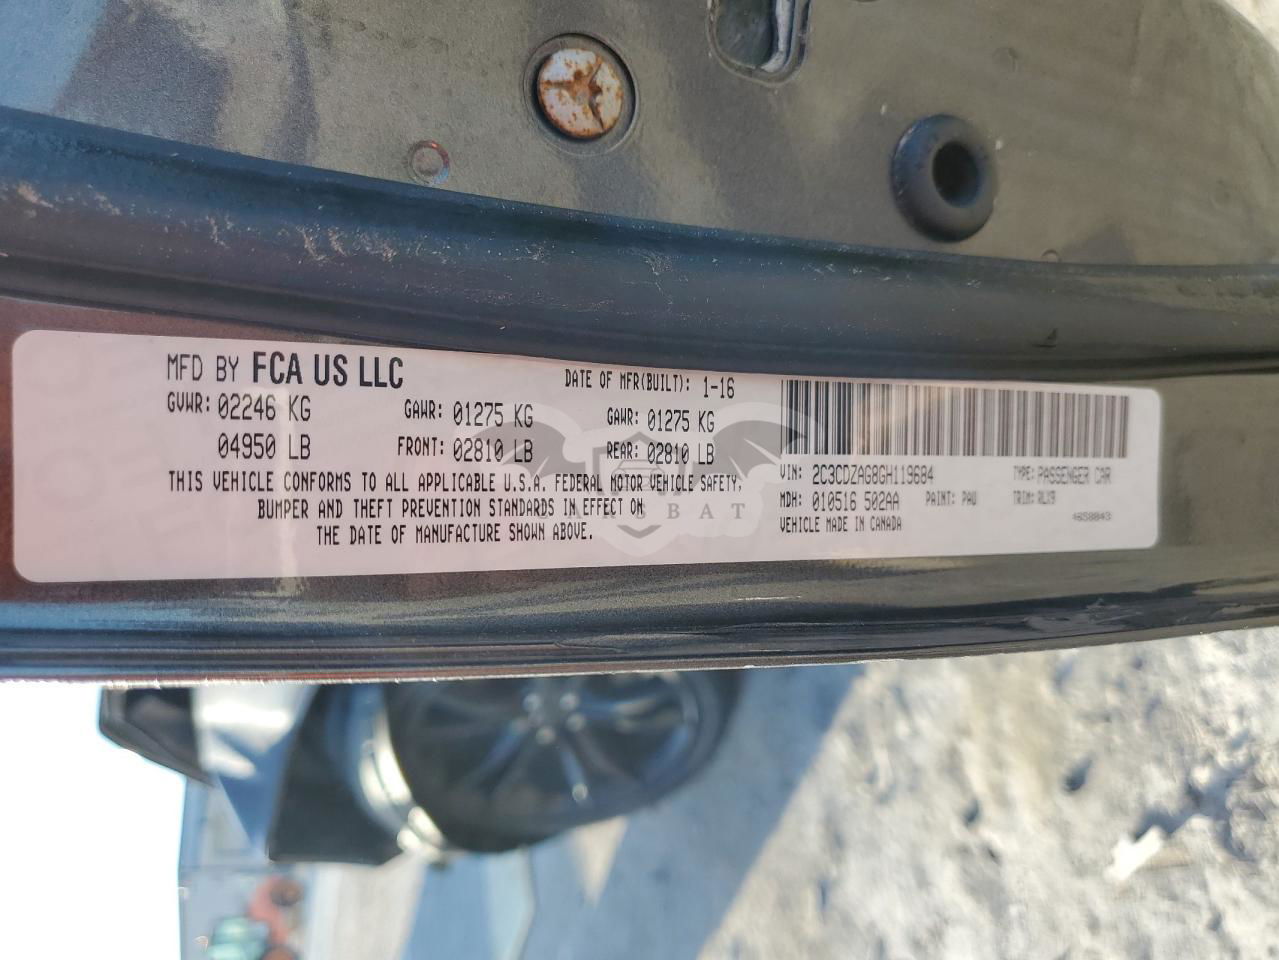 MFD BY FCA US LLC DATE OF MFR(BUILT): 1-16
GVWR: 02246 KG GAWR: 01275 KG GAWR: 01275 KG
04950 LB FRONT: 02810 LB REAR: 02810 LB
THIS VEHICLE CONFORMS TO ALL APPLICABLE U.S.A. FEDERAL MOTOR VEHICLE SAFETY,
BUMPER AND THEFT PREVENTION STANDARDS IN EFFECT ON
THE DATE OF MANUFACTURE SHOWN ABOVE.
VIN: 2C3CDZAG8GH119684 TYPE: PASSENGER CAR
MDH: 010516 502AA PAINT: PAU TRIM: RLX9
VEHICLE MADE IN CANADA